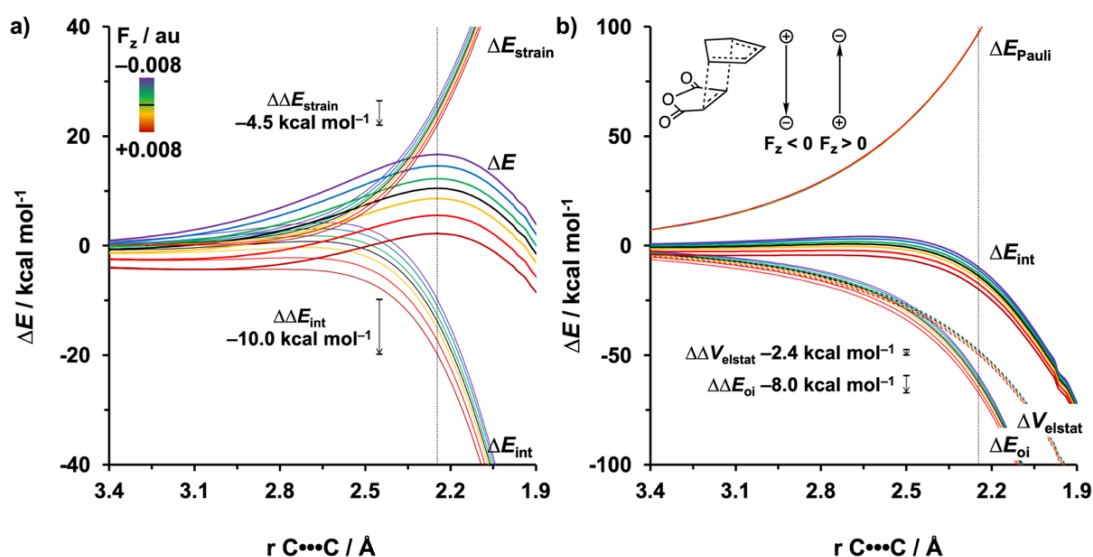 a)
F_z / au
−0.008
+0.008
ΔE / kcal mol⁻¹
40
20
0
-20
-40
3.4 3.1 2.8 2.5 2.2 1.9
r C•••C / Å
ΔE_strain
ΔΔE_strain
−4.5 kcal mol⁻¹
ΔE
ΔΔE_int
−10.0 kcal mol⁻¹
ΔE_int
b)
ΔE / kcal mol⁻¹
100
50
0
-50
-100
3.4 3.1 2.8 2.5 2.2 1.9
r C•••C / Å
O
O
O
⊕ ⊖
⊖ ⊕
F_z < 0 F_z > 0
ΔE_Pauli
ΔE_int
ΔΔV_elstat −2.4 kcal mol⁻¹
ΔΔE_oi −8.0 kcal mol⁻¹
ΔV_elstat
ΔE_oi